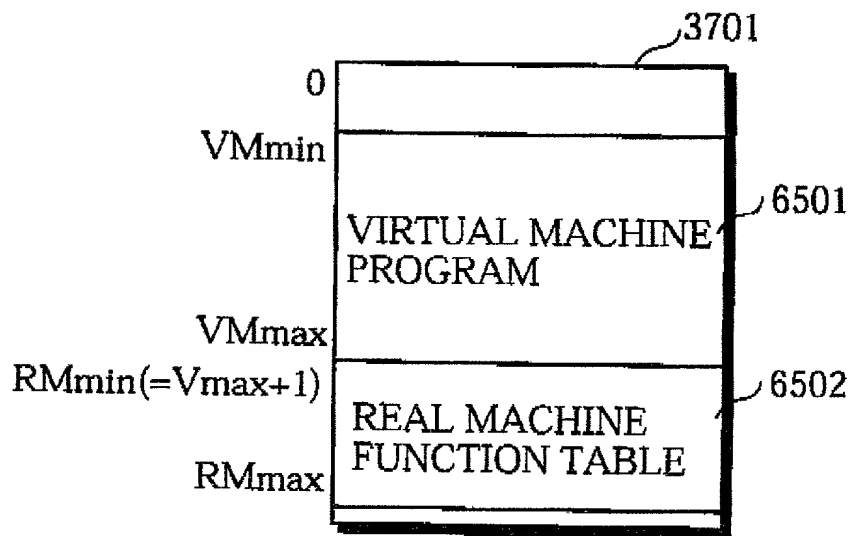 3701
0
VMmin
6501
VIRTUAL MACHINE
PROGRAM
VMmax
RMmin(=Vmax+1)
6502
REAL MACHINE
FUNCTION TABLE
RMmax